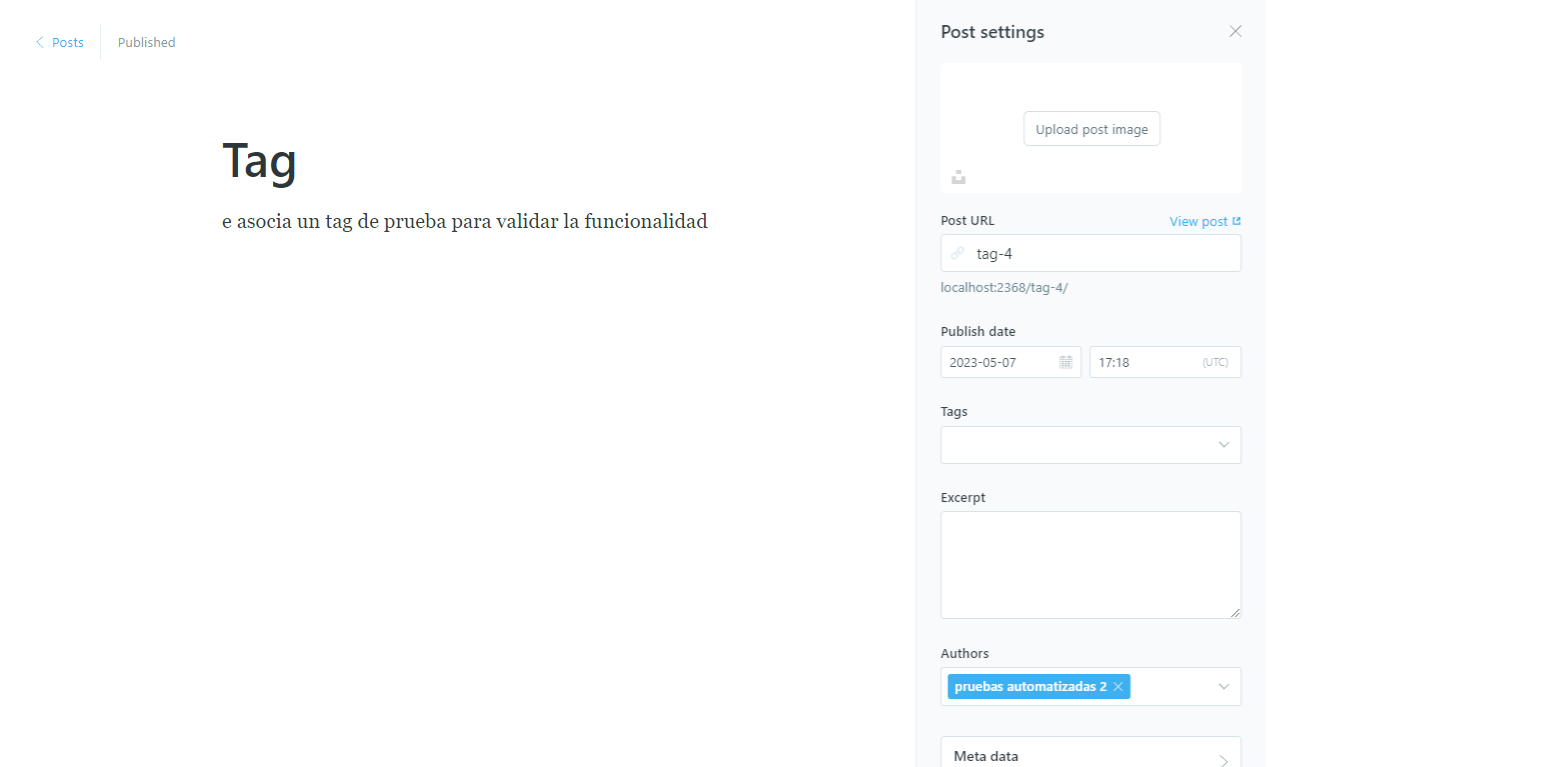 Posts
Published
Tag
e asocia un tag de prueba para validar la funcionalidad
Post settings
Upload post image
Post URL
View post
tag-4
localhost:2368/tag-4/
Publish date
2023-05-07
17:18
(UTC)
Tags
Excerpt
Authors
pruebas automatizadas 2
Meta data